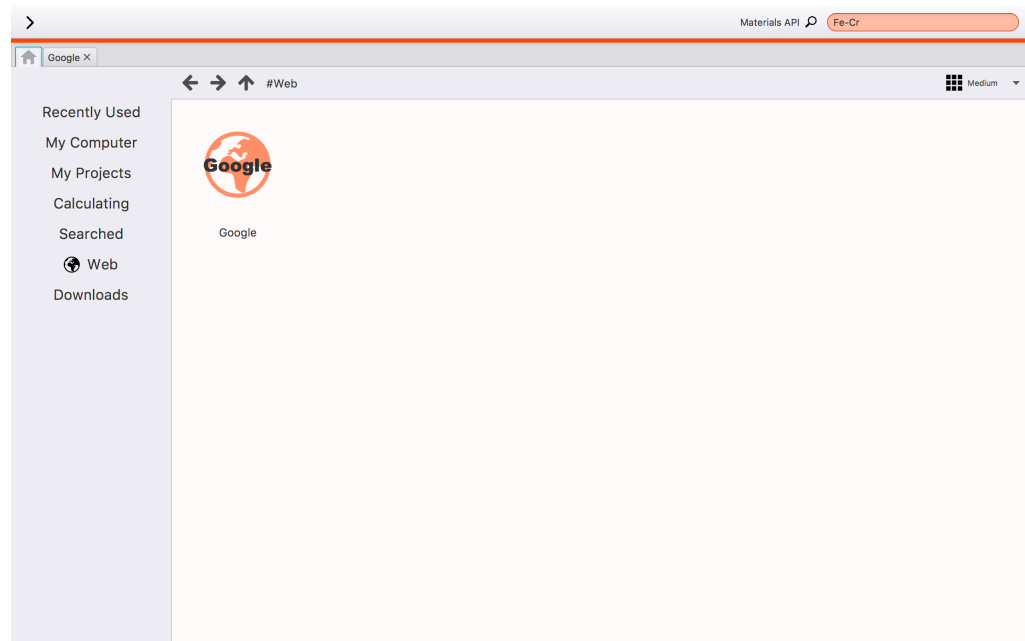 Materials API
Fe-Cr
Google
#Web
Medium
Recently Used
My Computer
My Projects
Calculating
Searched
Web
Downloads
Google
Google